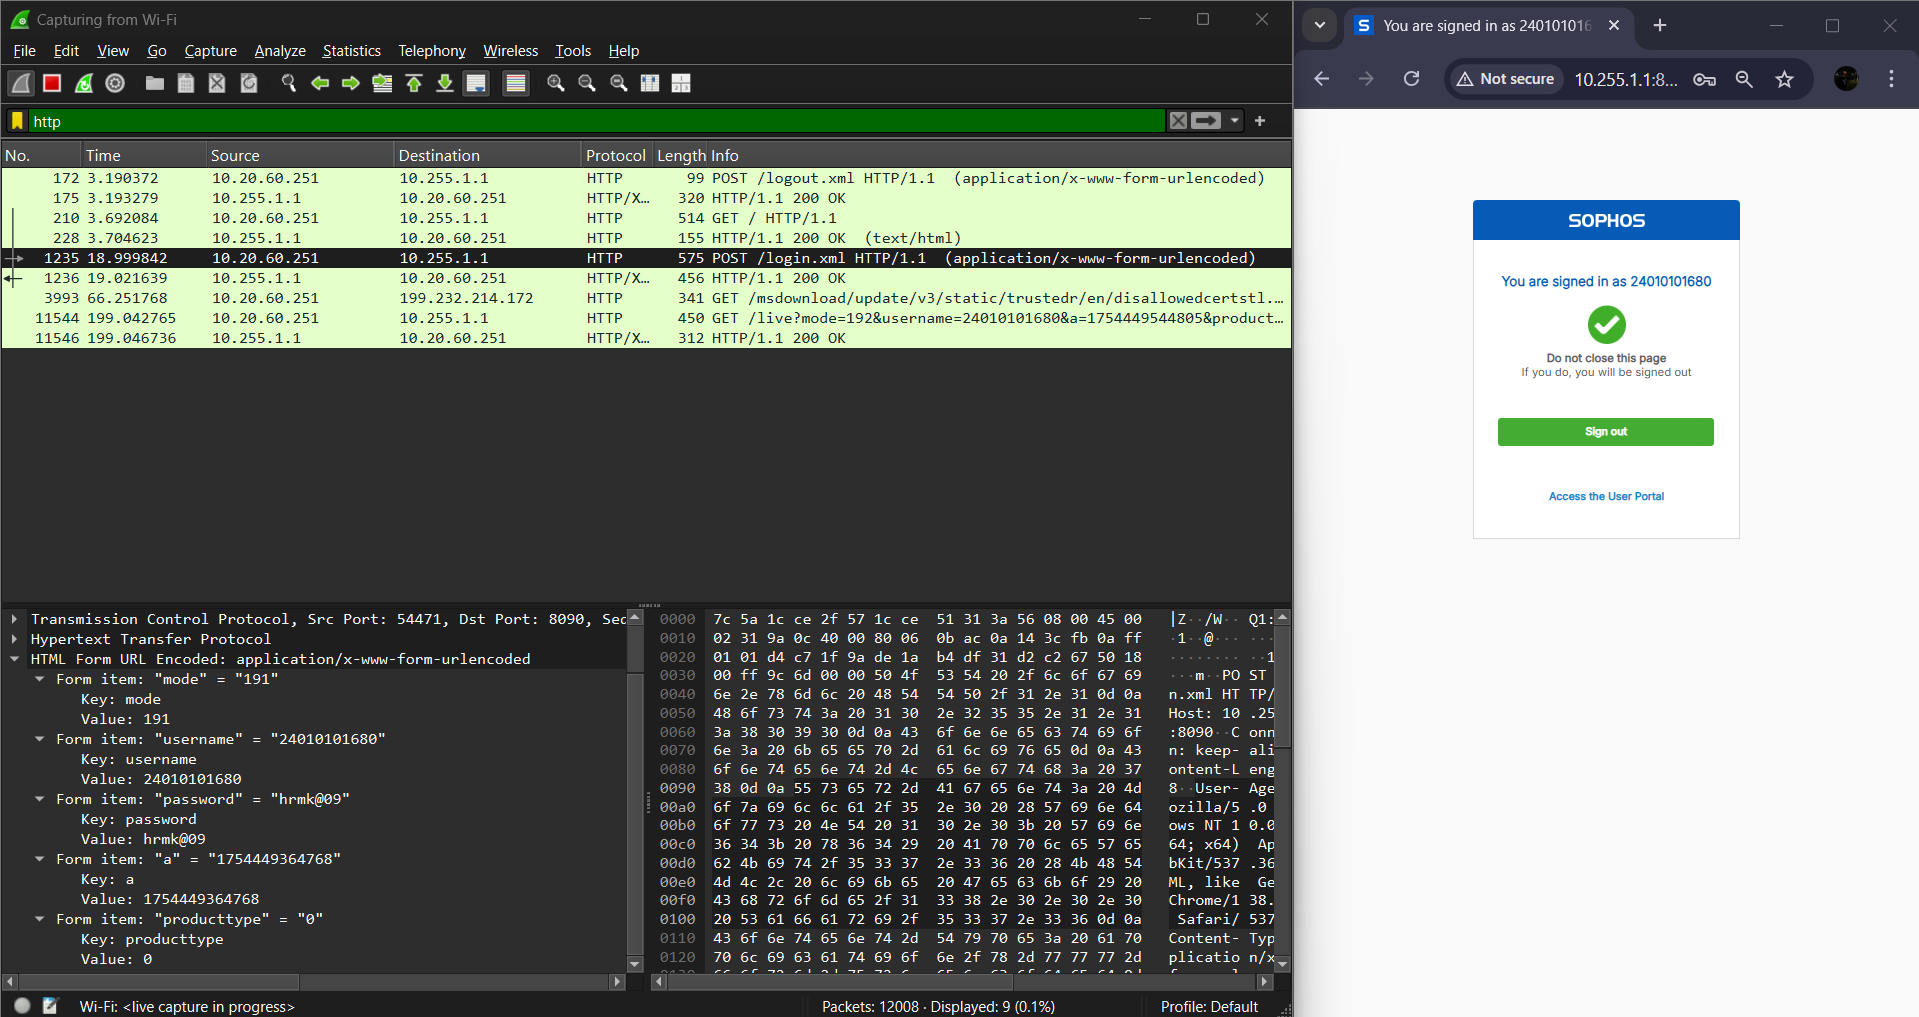 Capturing from Wi-Fi
File Edit View Go Capture Analyze Statistics Telephony Wireless Tools Help
http
No. Time Source Destination Protocol Length Info
172 3.190372 10.20.60.251 10.255.1.1 HTTP 99 POST /logout.xml HTTP/1.1 (application/x-www-form-urlencoded)
175 3.193279 10.255.1.1 10.20.60.251 HTTP/X… 320 HTTP/1.1 200 OK
210 3.692084 10.20.60.251 10.255.1.1 HTTP 514 GET / HTTP/1.1
228 3.704623 10.255.1.1 10.20.60.251 HTTP 155 HTTP/1.1 200 OK (text/html)
1235 18.999842 10.20.60.251 10.255.1.1 HTTP 575 POST /login.xml HTTP/1.1 (application/x-www-form-urlencoded)
1236 19.021639 10.255.1.1 10.20.60.251 HTTP/X… 456 HTTP/1.1 200 OK
3993 66.251768 10.20.60.251 199.232.214.172 HTTP 341 GET /msdownload/update/v3/static/trustedr/en/disallowedcertstl.…
11544 199.042765 10.20.60.251 10.255.1.1 HTTP 450 GET /live?mode=192&username=24010101680&a=1754449544805&product…
11546 199.046736 10.255.1.1 10.20.60.251 HTTP/X… 312 HTTP/1.1 200 OK
Transmission Control Protocol, Src Port: 54471, Dst Port: 8090, Sec
Hypertext Transfer Protocol
HTML Form URL Encoded: application/x-www-form-urlencoded
Form item: "mode" = "191"
Key: mode
Value: 191
Form item: "username" = "24010101680"
Key: username
Value: 24010101680
Form item: "password" = "hrmk@09"
Key: password
Value: hrmk@09
Form item: "a" = "1754449364768"
Key: a
Value: 1754449364768
Form item: "producttype" = "0"
Key: producttype
Value: 0
0000 7c 5a 1c ce 2f 57 1c ce 51 31 3a 56 08 00 45 00 |Z··/W·· Q1:
0010 02 31 9a 0c 40 00 80 06 0b ac 0a 14 3c fb 0a ff ·1··@··· ····
0020 01 01 d4 c7 1f 9a de 1a b4 df 31 d2 c2 67 50 18 ········ ··1
0030 00 ff 9c 6d 00 00 50 4f 53 54 20 2f 6c 6f 67 69 ···m··PO ST
0040 6e 2e 78 6d 6c 20 48 54 54 50 2f 31 2e 31 0d 0a n.xml HT TP/
0050 48 6f 73 74 3a 20 31 30 2e 32 35 35 2e 31 2e 31 Host: 10 .25
0060 3a 38 30 39 30 0d 0a 43 6f 6e 6e 65 63 74 69 6f :8090··C onn
0070 6e 3a 20 6b 65 65 70 2d 61 6c 69 76 65 0d 0a 43 n: keep- ali
0080 6f 6e 74 65 6e 74 2d 4c 65 6e 67 74 68 3a 20 37 ontent-L eng
0090 38 0d 0a 55 73 65 72 2d 41 67 65 6e 74 3a 20 4d 8··User- Age
00a0 6f 7a 69 6c 6c 61 2f 35 2e 30 20 28 57 69 6e 64 ozilla/5 .0
00b0 6f 77 73 20 4e 54 20 31 30 2e 30 3b 20 57 69 6e ows NT 1 0.0
00c0 36 34 3b 20 78 36 34 29 20 41 70 70 6c 65 57 65 64; x64) Ap
00d0 62 4b 69 74 2f 35 33 37 2e 33 36 20 28 4b 48 54 bKit/537 .36
00e0 4d 4c 2c 20 6c 69 6b 65 20 47 65 63 6b 6f 29 20 ML, like Ge
00f0 43 68 72 6f 6d 65 2f 31 33 38 2e 30 2e 30 2e 30 Chrome/1 38.
0100 20 53 61 66 61 72 69 2f 35 33 37 2e 33 36 0d 0a Safari/ 537
0110 43 6f 6e 74 65 6e 74 2d 54 79 70 65 3a 20 61 70 Content- Typ
0120 70 6c 69 63 61 74 69 6f 6e 2f 78 2d 77 77 77 2d plicatio n/x
Wi-Fi: <live capture in progress>
Packets: 12008 · Displayed: 9 (0.1%)
Profile: Default
You are signed in as 240101016
Not secure 10.255.1.1:8...
SOPHOS
You are signed in as 24010101680
Do not close this page
If you do, you will be signed out
Sign out
Access the User Portal